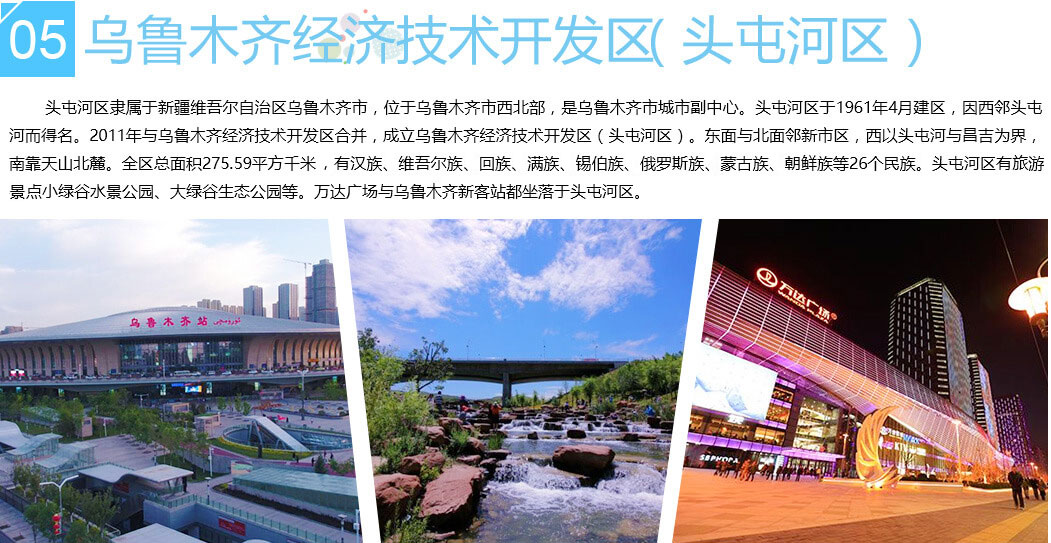 05
乌鲁木齐经济技术开发区（头屯河区）
头屯河区隶属于新疆维吾尔自治区乌鲁木齐市，位于乌鲁木齐市西北部，是乌鲁木齐市城市副中心。头屯河区于1961年4月建区，因西邻头屯
河而得名。2011年与乌鲁木齐经济技术开发区合并，成立乌鲁木齐经济技术开发区（头屯河区）。东面与北面邻新市区，西以头屯河与昌吉为界，
南靠天山北麓。全区总面积275.59平方千米，有汉族、维吾尔族、回族、满族、锡伯族、俄罗斯族、蒙古族、朝鲜族等26个民族。头屯河区有旅游
景点小绿谷水景公园、大绿谷生态公园等。万达广场与乌鲁木齐新客站都坐落于头屯河区。
乌鲁木齐站
万达广场
SEPHORA